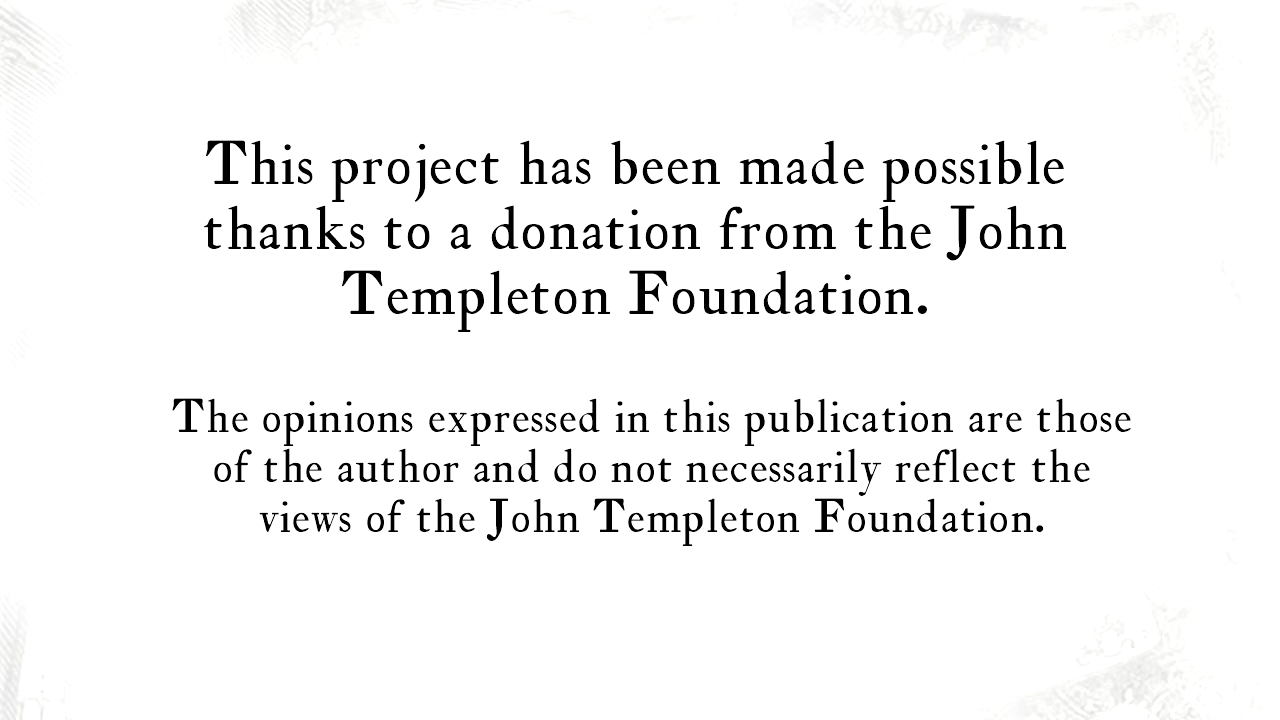 This project has been made possible
thanks to a donation from the John
Templeton Foundation.
The opinions expressed in this publication are those
of the author and do not necessarily reflect the
views of the John Templeton Foundation.